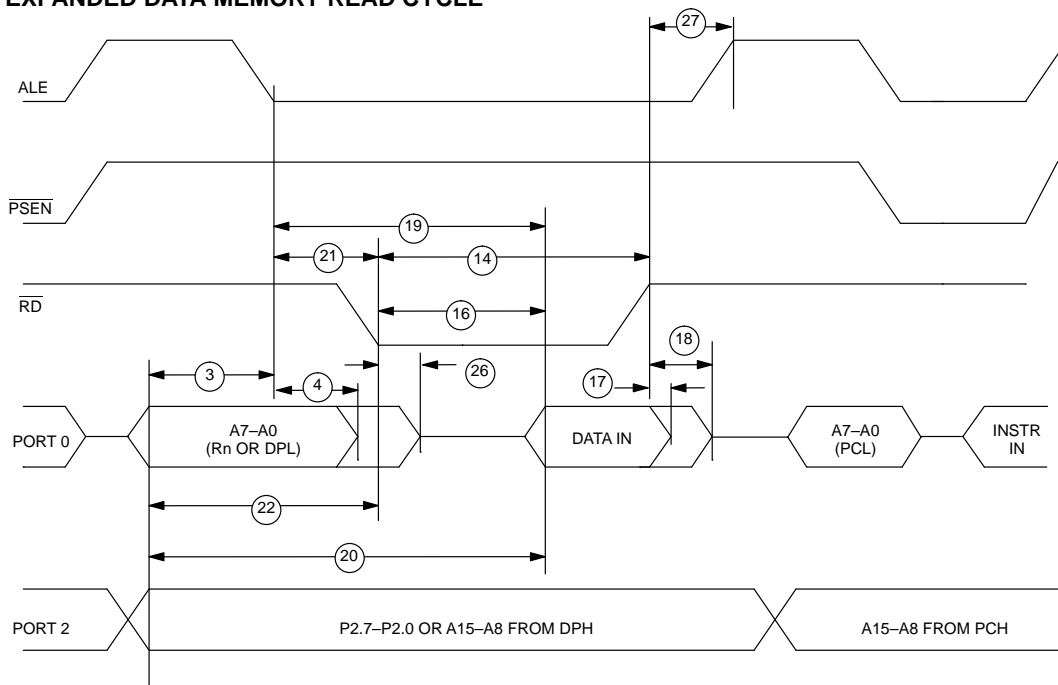 EXPANDED DATA MEMORY READ CYCLE
27
ALE
PSEN
19
21
14
RD
16
18
3
4
26
17
PORT 0
A7–A0
(Rn OR DPL)
DATA IN
A7–A0
(PCL)
INSTR
IN
22
20
PORT 2
P2.7–P2.0 OR A15–A8 FROM DPH
A15–A8 FROM PCH